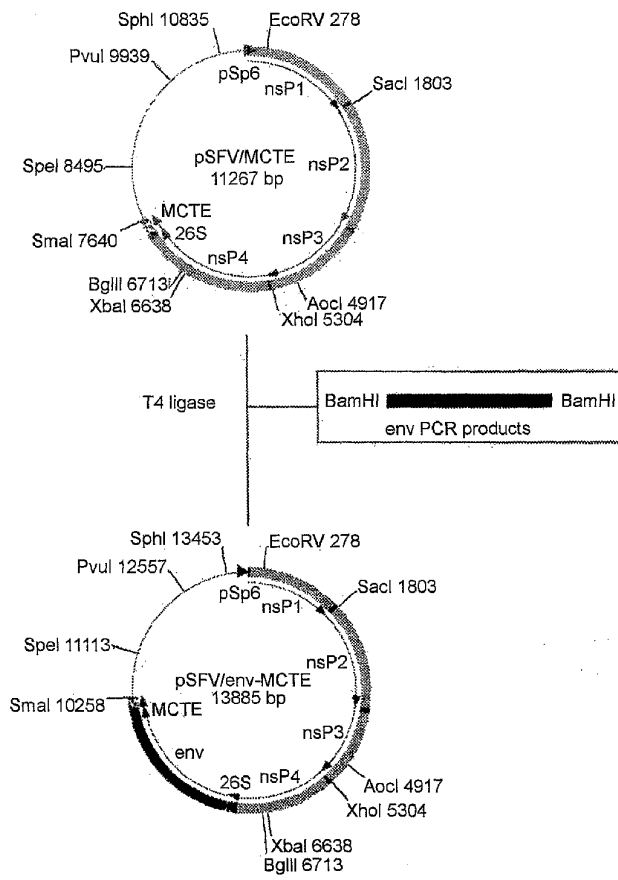 SphI 10835
EcoRV 278
PvuI 9939
pSp6
nsP1
SacI 1803
SpeI 8495
pSFV/MCTE
11267 bp
nsP2
MCTE
SmaI 7640
26S
nsP3
nsP4
BglII 6713
XbaI 6638
AocI 4917
XhoI 5304
T4 ligase
BamHI
BamHI
env PCR products
SphI 13453
EcoRV 278
PvuI 12557
pSp6
nsP1
SacI 1803
SpeI 11113
nsP2
pSFV/env-MCTE
13885 bp
SmaI 10258
MCTE
nsP3
env
26S
nsP4
AocI 4917
XhoI 5304
XbaI 6638
BglII 6713